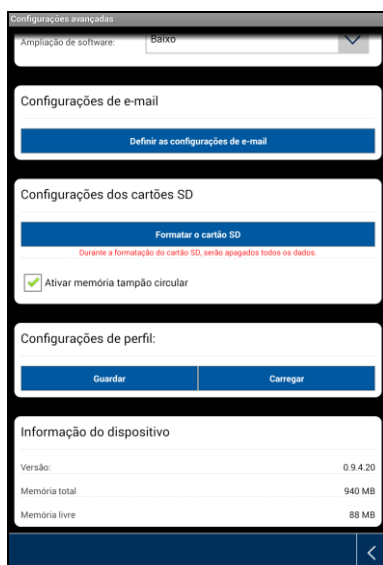 Configurações avançadas
Ampliação de software:
Baixo
Configurações de e-mail
Definir as configurações de e-mail
Configurações dos cartões SD
Formatar o cartão SD
Durante a formatação do cartão SD, serão apagados todos os dados.
Ativar memória tampão circular
Configurações de perfil:
Guardar Carregar
Informação do dispositivo
Versão: 0.9.4.20
Memória total 940 MB
Memória livre 88 MB